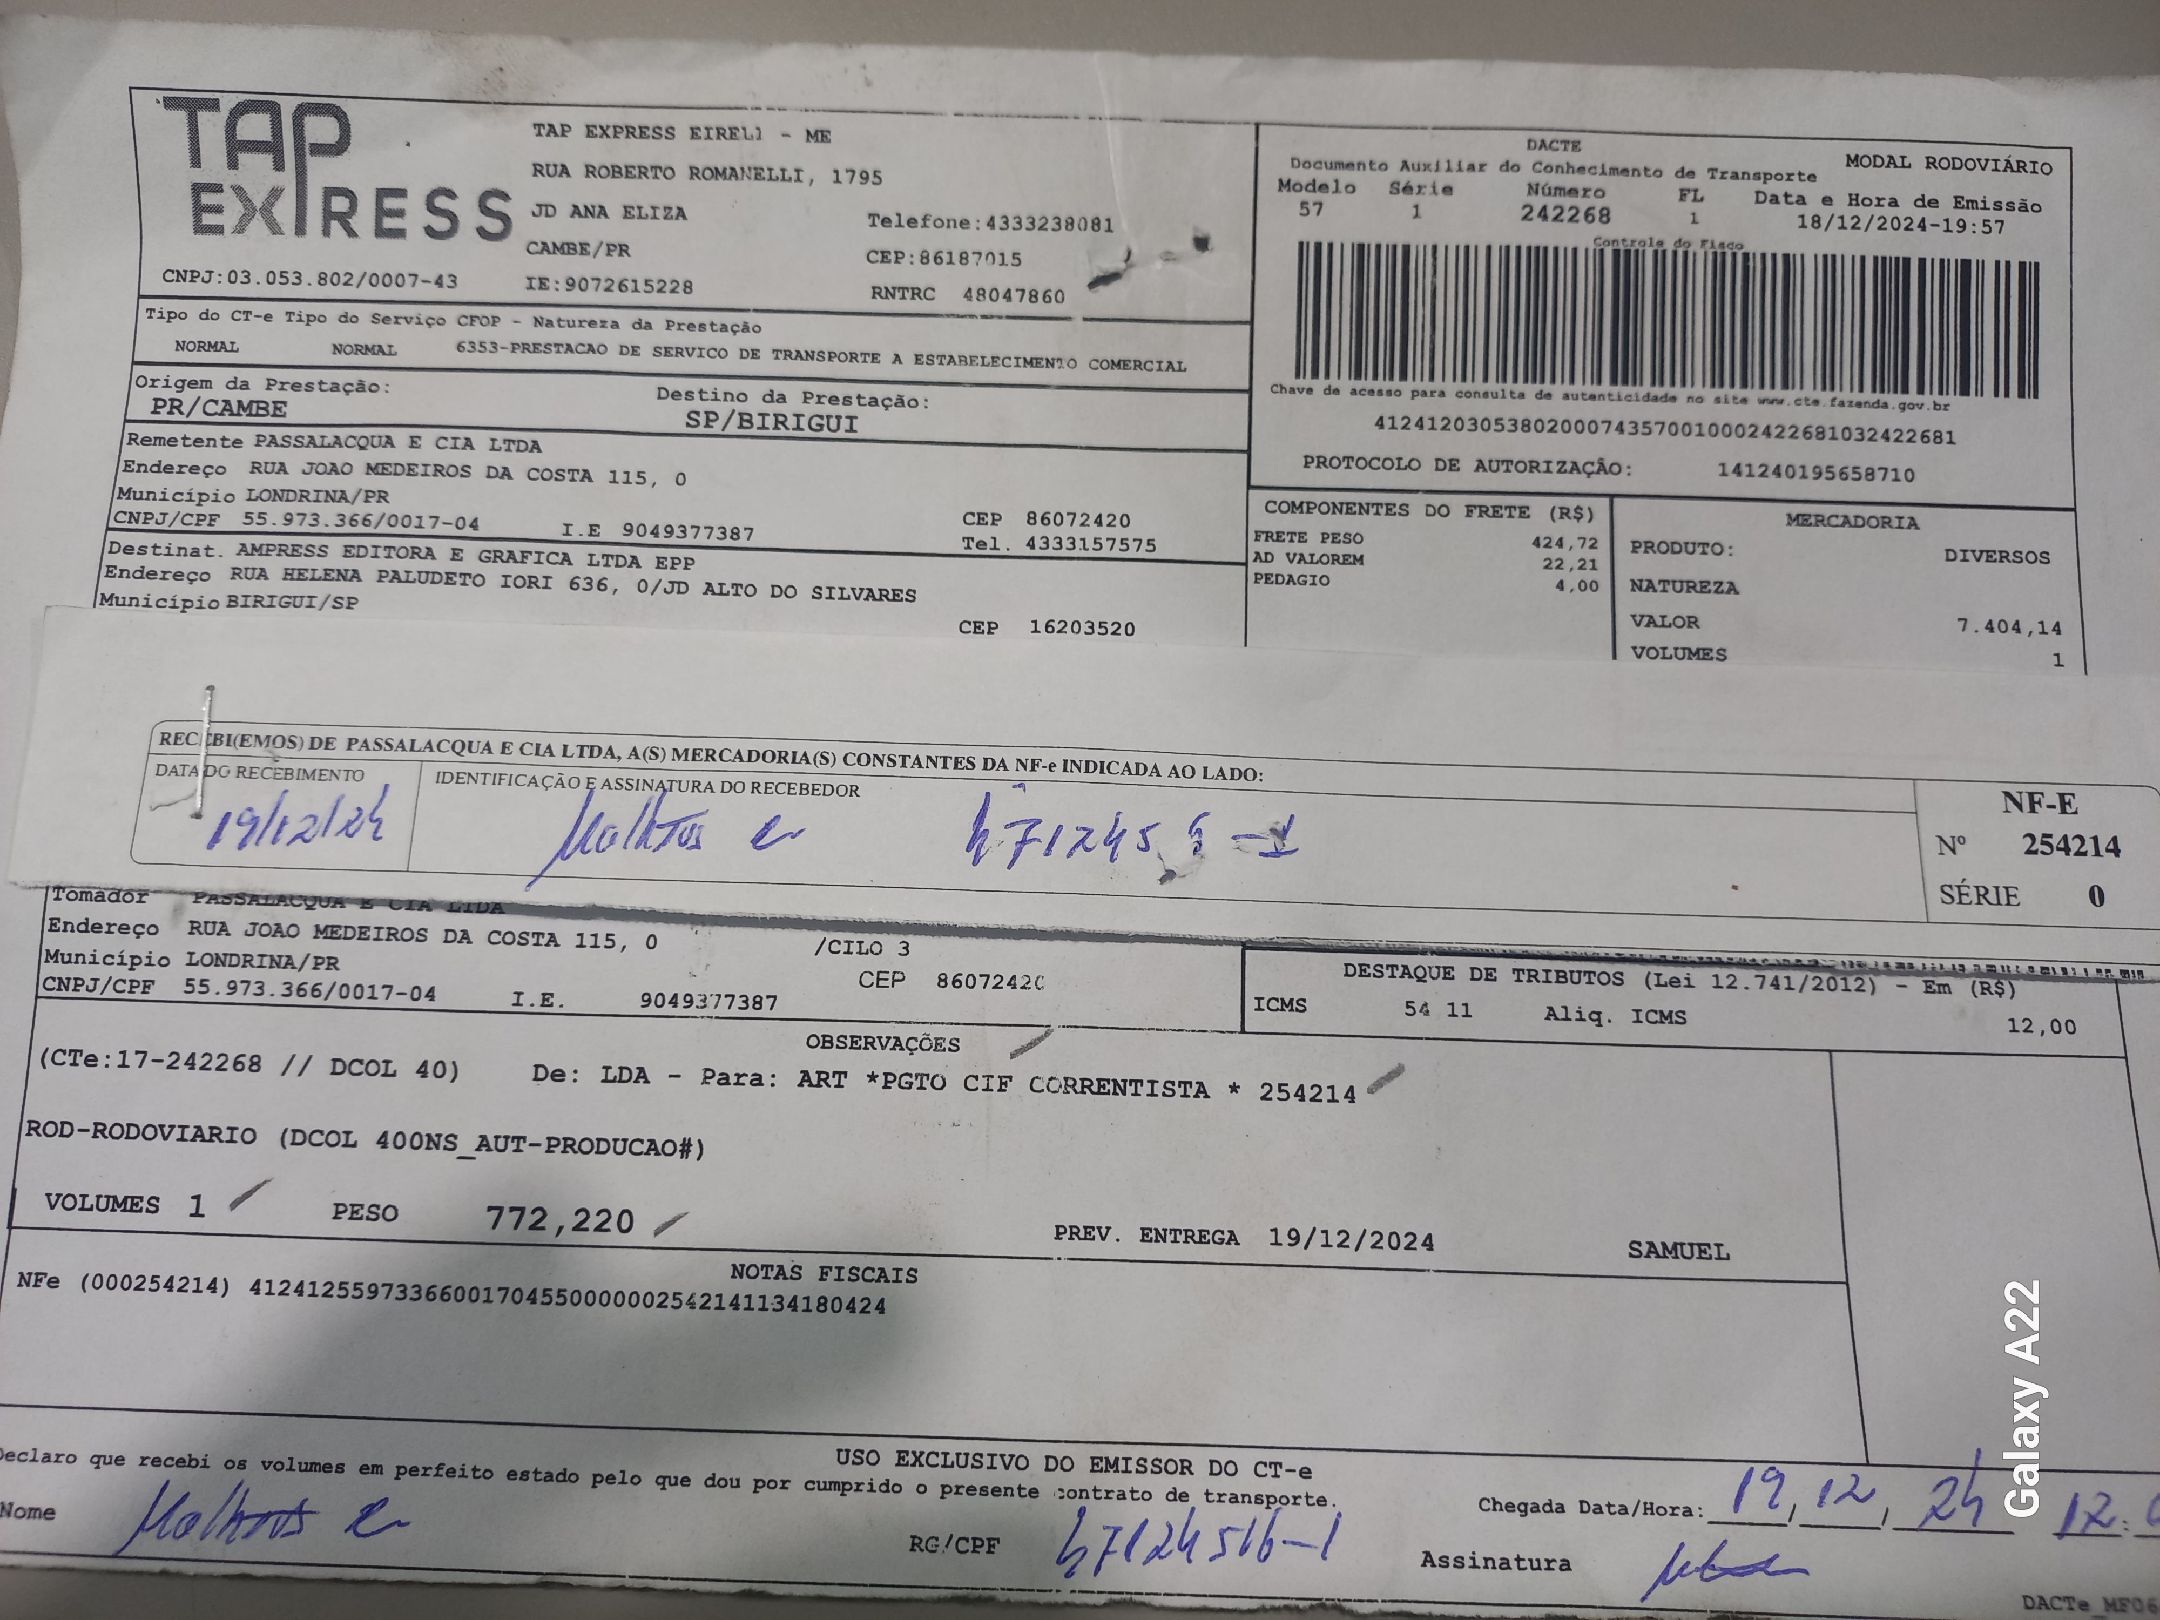 TAP EXPRESS
TAP EXPRESS EIRELI - ME
RUA ROBERTO ROMANELLI, 1795
JD ANA ELIZA
Telefone:4333238081
CAMBE/PR
CEP:86187015
CNPJ:03.053.802/0007-43
IE:9072615228
RNTRC 48047860
DACTE
MODAL RODOVIÁRIO
Documento Auxiliar do Conhecimento de Transporte
Modelo Série Número FL Data e Hora de Emissão
57 1 242268 1 18/12/2024-19:57
Controle do Fisco
Chave de acesso para consulta de autenticidade no site www.cte.fazenda.gov.br
41241203053802000743570010002422681032422681
PROTOCOLO DE AUTORIZAÇÃO: 141240195658710
Tipo do CT-e Tipo do Serviço CFOP - Natureza da Prestação
NORMAL NORMAL 6353-PRESTACAO DE SERVICO DE TRANSPORTE A ESTABELECIMENTO COMERCIAL
Origem da Prestação: Destino da Prestação:
PR/CAMBE SP/BIRIGUI
Remetente PASSALACQUA E CIA LTDA
Endereço RUA JOAO MEDEIROS DA COSTA 115, 0
Município LONDRINA/PR
CEP 86072420
CNPJ/CPF 55.973.366/0017-04 I.E 9049377387
Tel. 4333157575
Destinat. AMPRESS EDITORA E GRAFICA LTDA EPP
Endereço RUA HELENA PALUDETO IORI 636, 0/JD ALTO DO SILVARES
Município BIRIGUI/SP
CEP 16203520
COMPONENTES DO FRETE (R$)
FRETE PESO 424,72
AD VALOREM 22,21
PEDAGIO 4,00
MERCADORIA
PRODUTO: DIVERSOS
NATUREZA
VALOR 7.404,14
VOLUMES 1
RECEBI(EMOS) DE PASSALACQUA E CIA LTDA, A(S) MERCADORIA(S) CONSTANTES DA NF-e INDICADA AO LADO:
DATA DO RECEBIMENTO
IDENTIFICAÇÃO E ASSINATURA DO RECEBEDOR
19/12/24
NF-E
Nº 254214
SÉRIE 0
Tomador PASSALACQUA E CIA LTDA
Endereço RUA JOAO MEDEIROS DA COSTA 115, 0 /CILO 3
Município LONDRINA/PR CEP 86072420
CNPJ/CPF 55.973.366/0017-04 I.E. 9049377387
DESTAQUE DE TRIBUTOS (Lei 12.741/2012) - Em (R$)
ICMS 54 11 Aliq. ICMS 12,00
OBSERVAÇÕES
(CTe:17-242268 // DCOL 40) De: LDA - Para: ART *PGTO CIF CORRENTISTA * 254214
ROD-RODOVIARIO (DCOL 400NS_AUT-PRODUCAO#)
VOLUMES 1 PESO 772,220 PREV. ENTREGA 19/12/2024 SAMUEL
NOTAS FISCAIS
NFe (000254214) 41241255973366001704550000002542141134180424
USO EXCLUSIVO DO EMISSOR DO CT-e
Declaro que recebi os volumes em perfeito estado pelo que dou por cumprido o presente contrato de transporte.
Nome
RG/CPF 47124516-1
Chegada Data/Hora: 19, 12, 24 12:
Assinatura
DACTe MF06
Galaxy A22